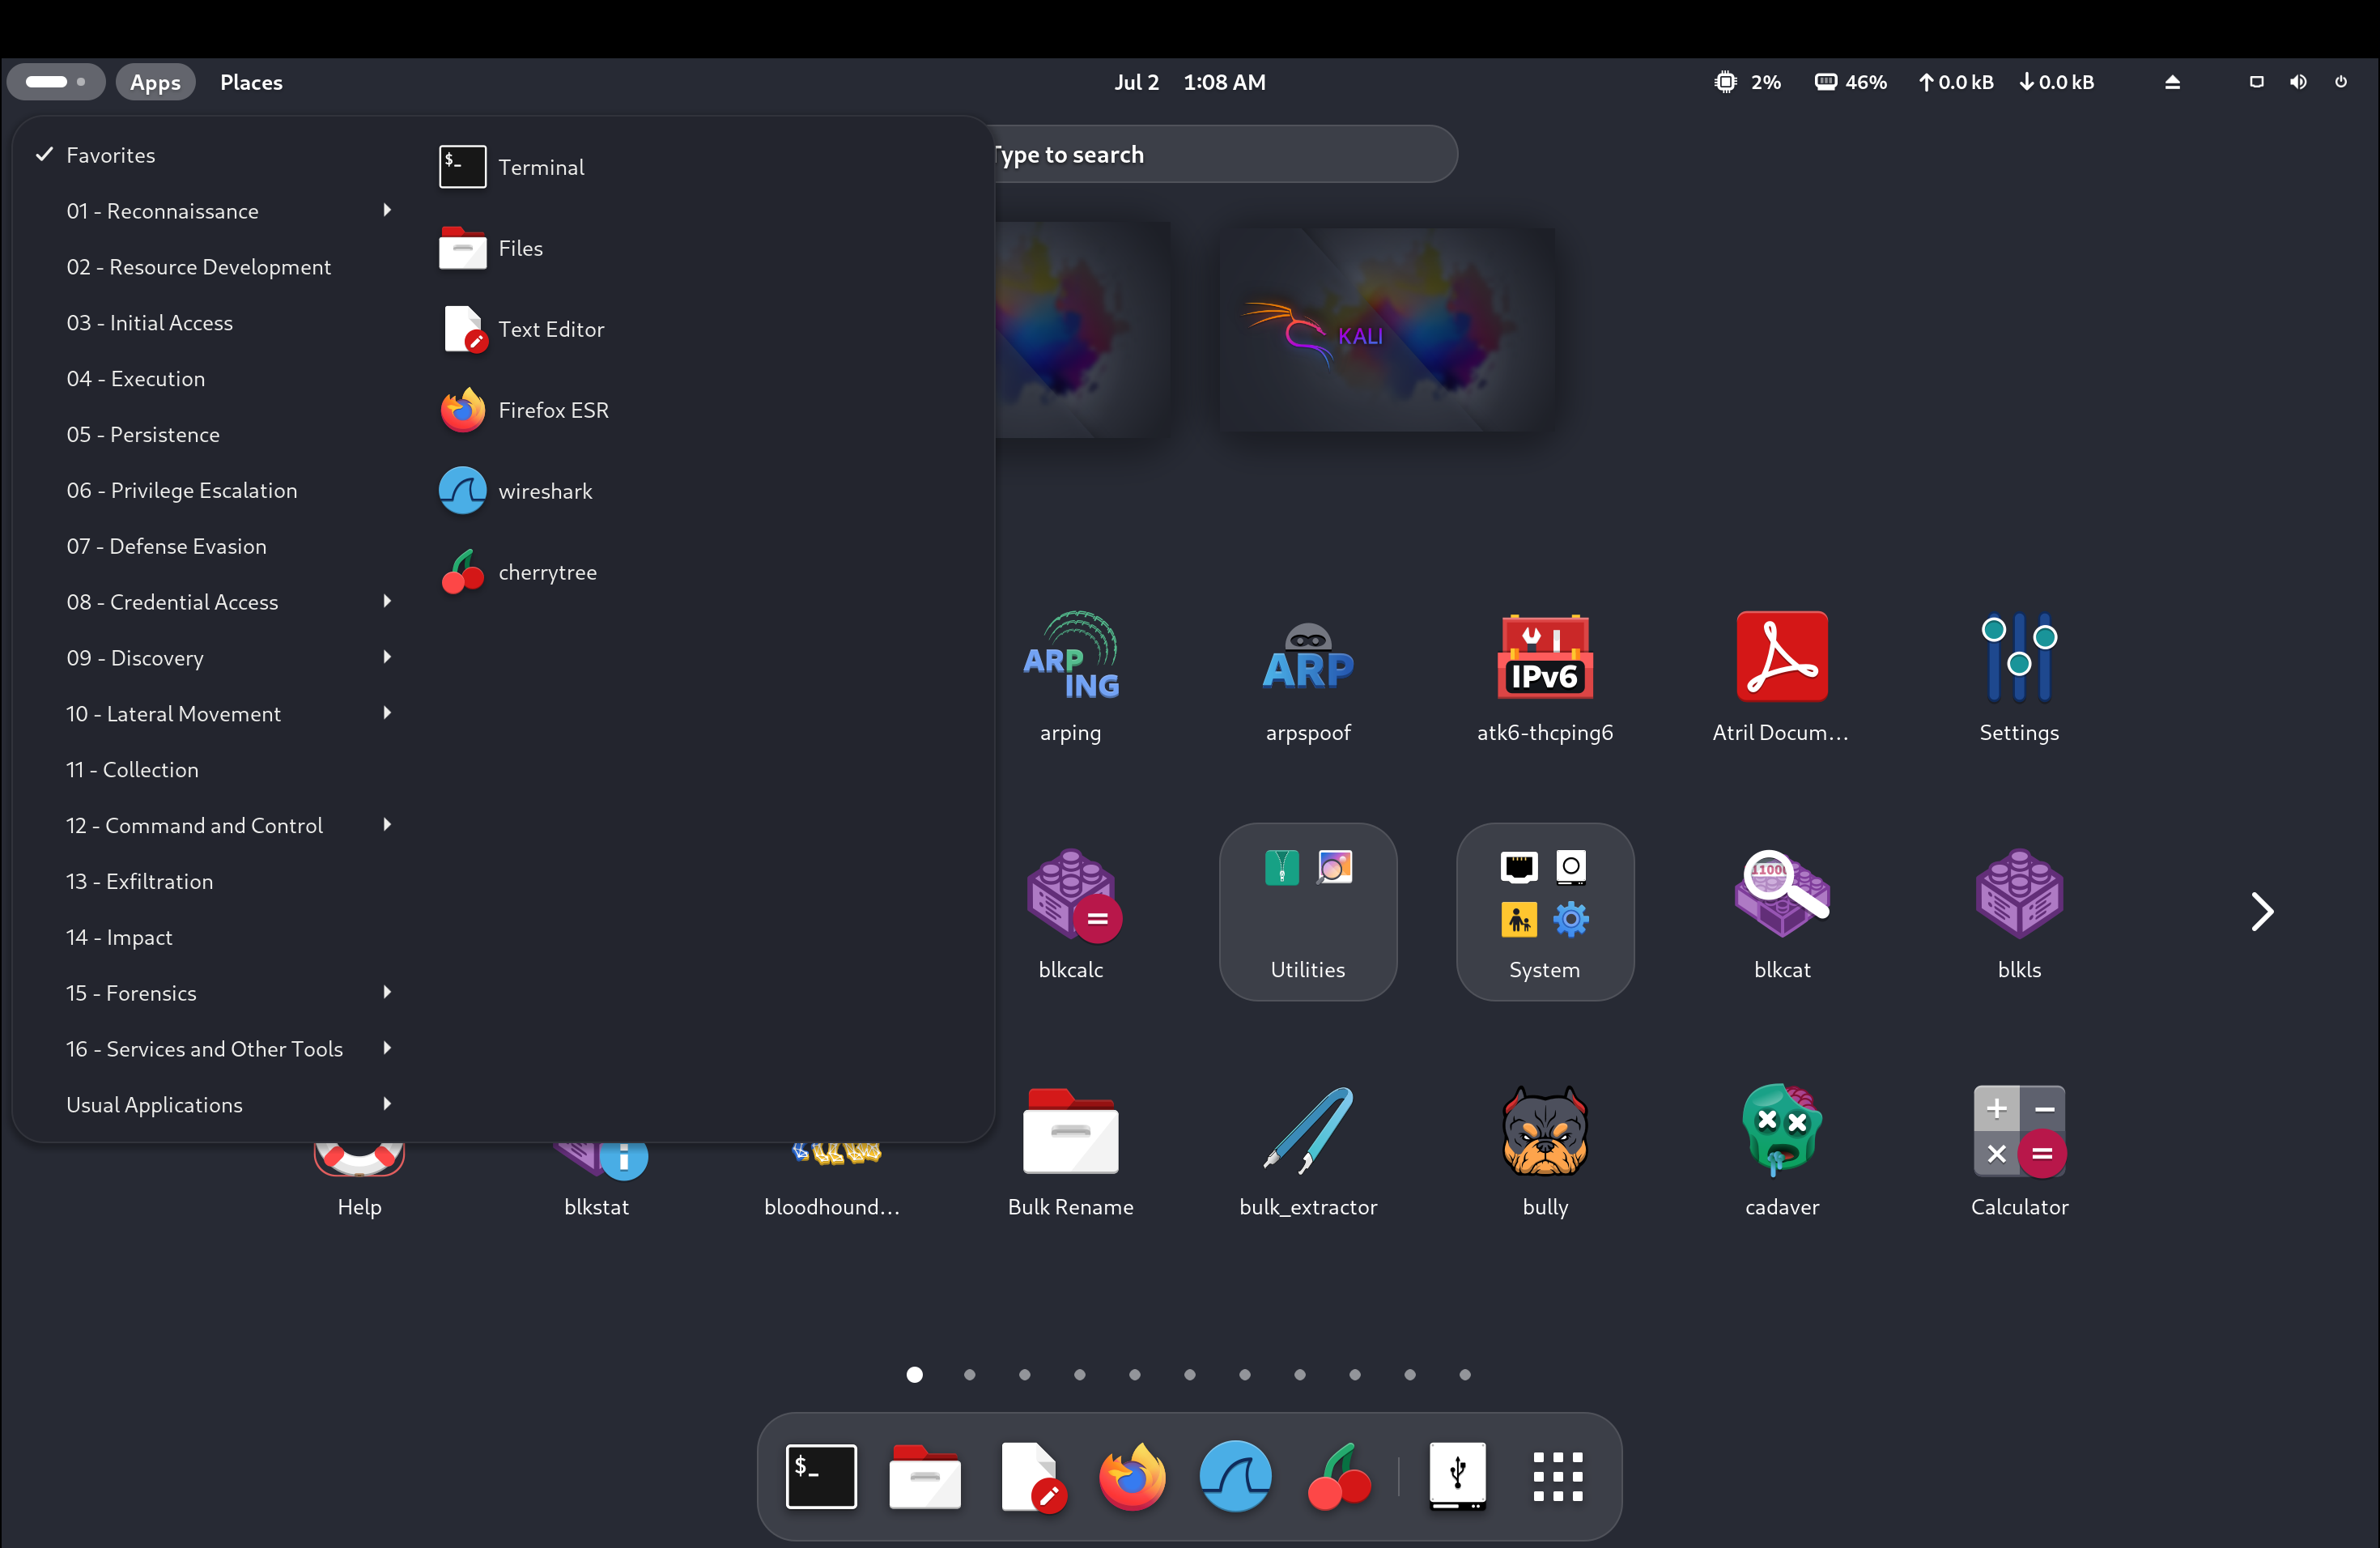 Apps Places Jul 2 1:08 AM 2% 46% 0.0 kB 0.0 kB
Type to search
Favorites
01 - Reconnaissance
02 - Resource Development
03 - Initial Access
04 - Execution
05 - Persistence
06 - Privilege Escalation
07 - Defense Evasion
08 - Credential Access
09 - Discovery
10 - Lateral Movement
11 - Collection
12 - Command and Control
13 - Exfiltration
14 - Impact
15 - Forensics
16 - Services and Other Tools
Usual Applications
$_ Terminal
Files
Text Editor
Firefox ESR
wireshark
cherrytree
KALI
ARP
ING
ARP
IPv6
arping arpspoof atk6-thcping6 Atril Docum... Settings
blkcalc Utilities System blkcat blkls
Help blkstat bloodhound... Bulk Rename bulk_extractor bully cadaver Calculator
$_